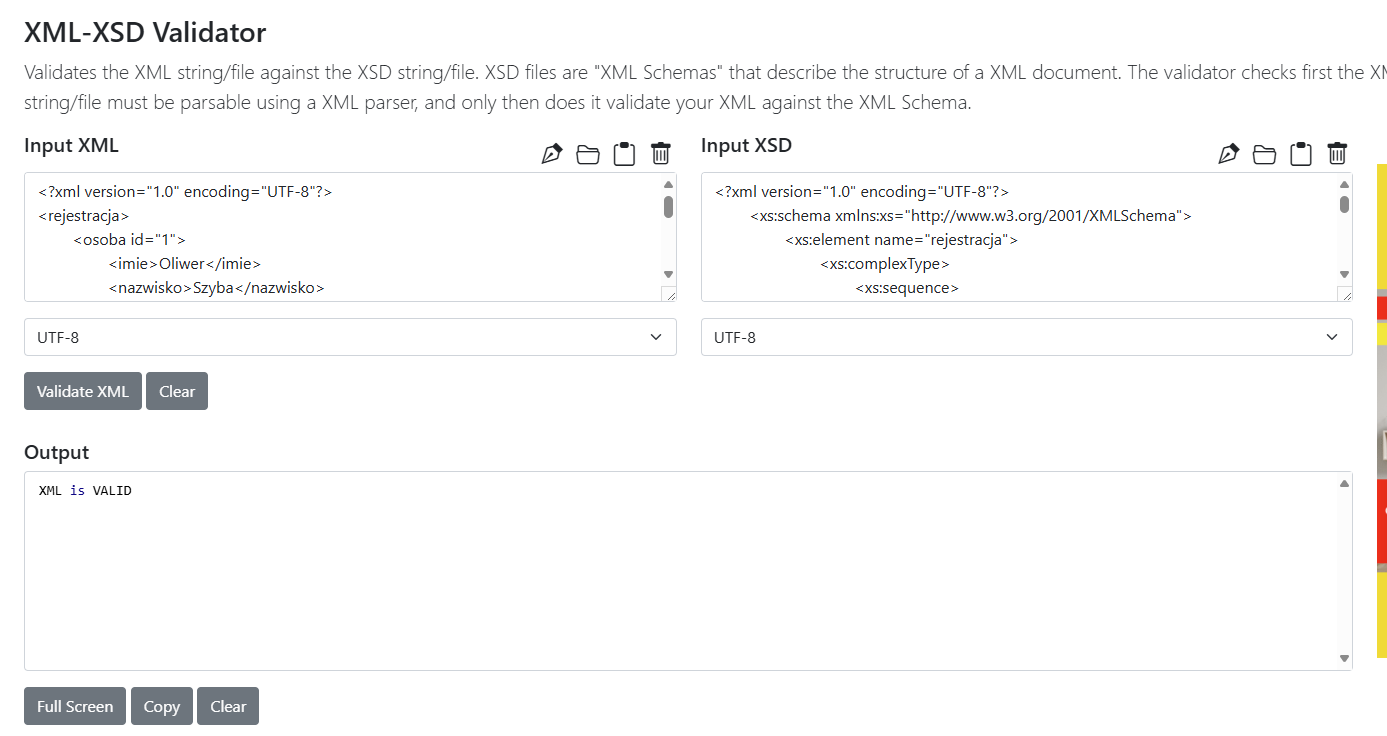 XML-XSD Validator
Validates the XML string/file against the XSD string/file. XSD files are "XML Schemas" that describe the structure of a XML document. The validator checks first the
string/file must be parsable using a XML parser, and only then does it validate your XML against the XML Schema.
Input XML
<?xml version="1.0" encoding="UTF-8"?>
<rejestracja>
<osoba id="1">
<imie>Oliwer</imie>
<nazwisko>Szyba</nazwisko>
UTF-8
Input XSD
<?xml version="1.0" encoding="UTF-8"?>
<xs:schema xmlns:xs="http://www.w3.org/2001/XMLSchema">
<xs:element name="rejestracja">
<xs:complexType>
<xs:sequence>
UTF-8
Validate XML
Clear
Output
XML is VALID
Full Screen
Copy
Clear